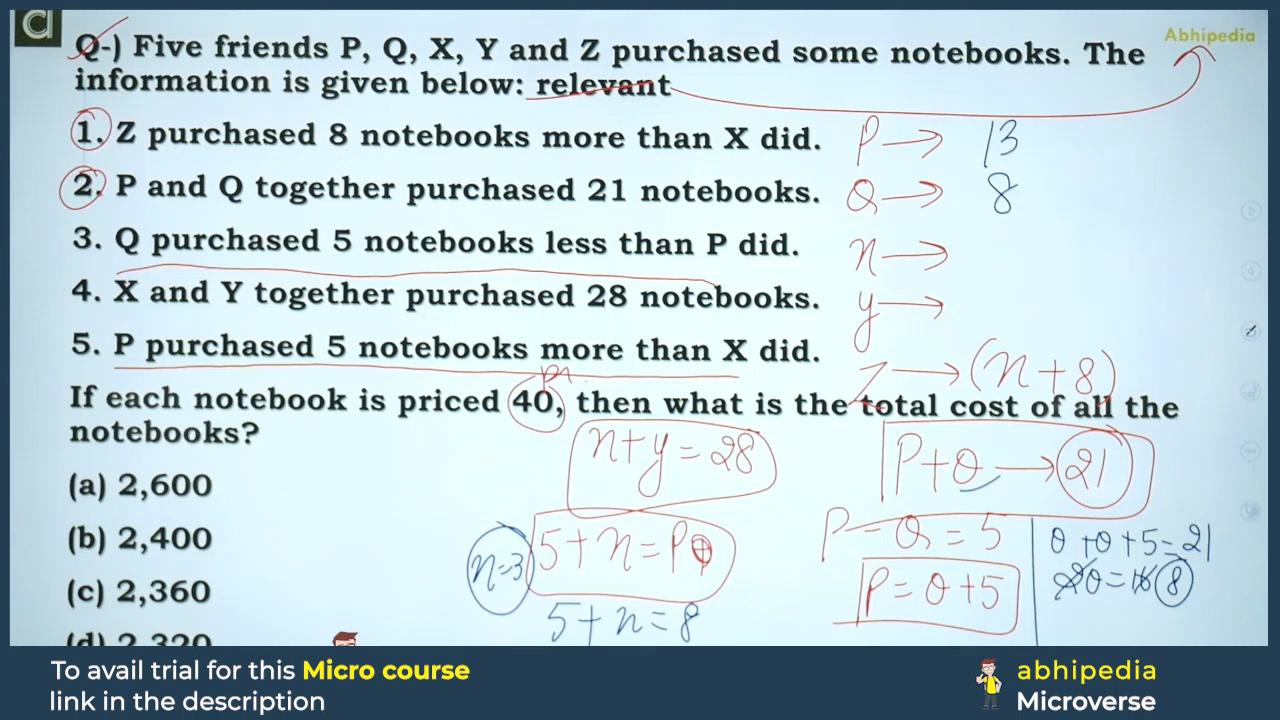 a
Abhipedia
Q-) Five friends P, Q, X, Y and Z purchased some notebooks. The
information is given below: relevant
1. Z purchased 8 notebooks more than X did.
P → 13
2. P and Q together purchased 21 notebooks.
Q → 8
3. Q purchased 5 notebooks less than P did.
x →
4. X and Y together purchased 28 notebooks.
y →
5. P purchased 5 notebooks more than X did.
Z → (x+8)
If each notebook is priced 40, then what is the total cost of all the
notebooks?
x+y = 28
P+Q → 21
(a) 2,600
(b) 2,400
(c) 2,360
(d) 2,320
x=3
5+x = P
5+x = 8
P - Q = 5
P = Q+5
Q+Q+5=21
2Q=16 8
To avail trial for this Micro course
link in the description
abhipedia
Microverse